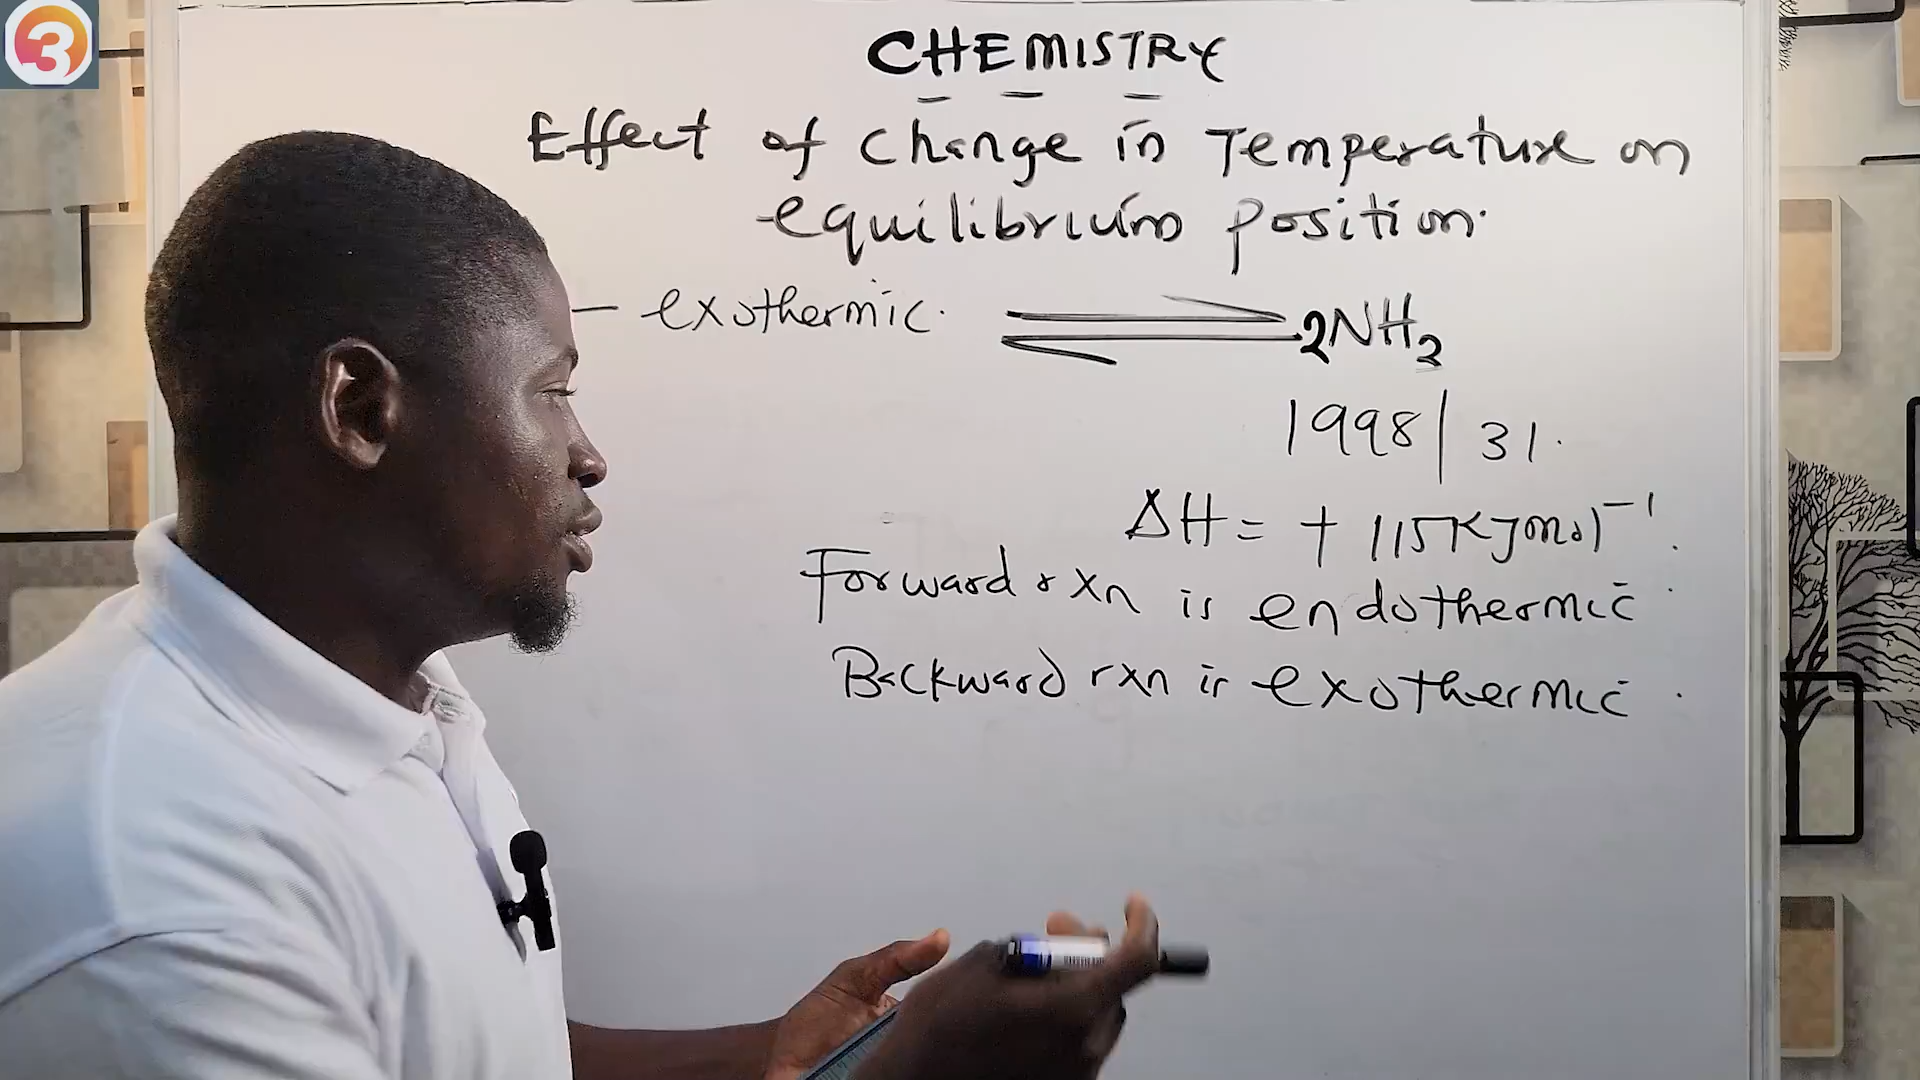 3
CHEMISTRY
Effect of change in Temperature on
equilibrium position.
– exothermic. ⇌ 2NH3
1998 | 31.
ΔH = + 115KJmol⁻¹.
Forward rxn is endothermic.
Backward rxn is exothermic.